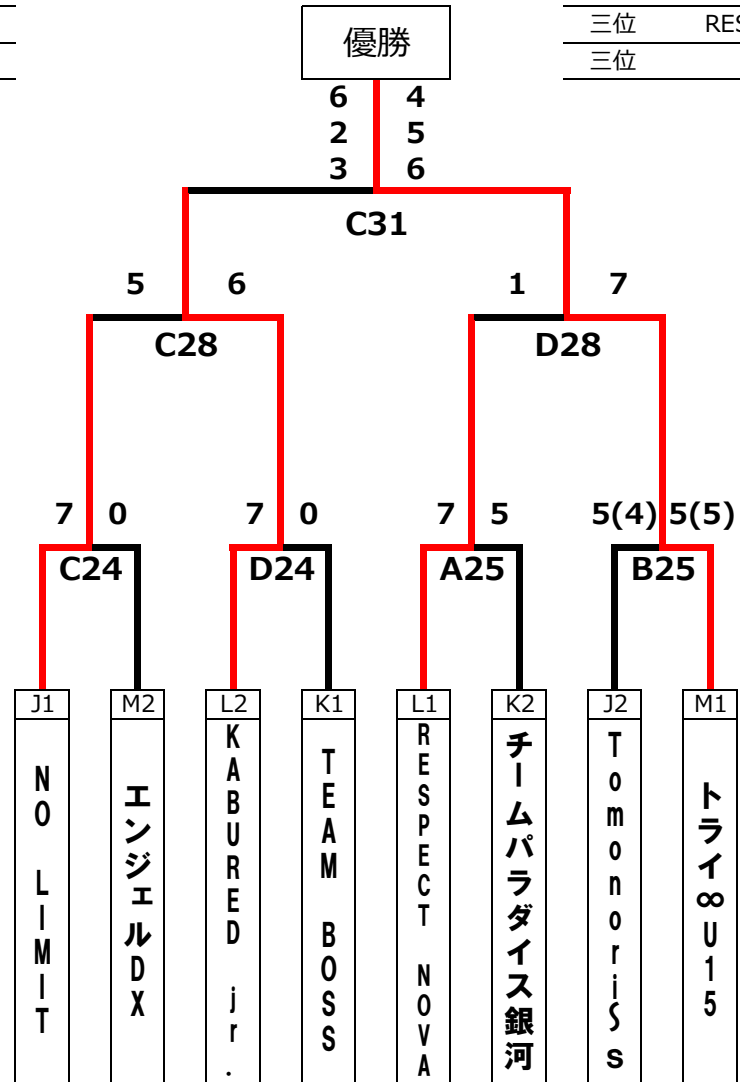 優勝
三位 RES
三位
6 4
2 5
3 6
C31
5 6
1 7
C28
D28
7 0
7 0
7 5
5(4) 5(5)
C24
D24
A25
B25
J1
M2
L2
K1
L1
K2
J2
M1
NO LIMIT
エンジェルDX
KABURED jr.
TEAM BOSS
RESPECT NOVA
チームパラダイス銀河
Tomonori’s
トライ∞U15